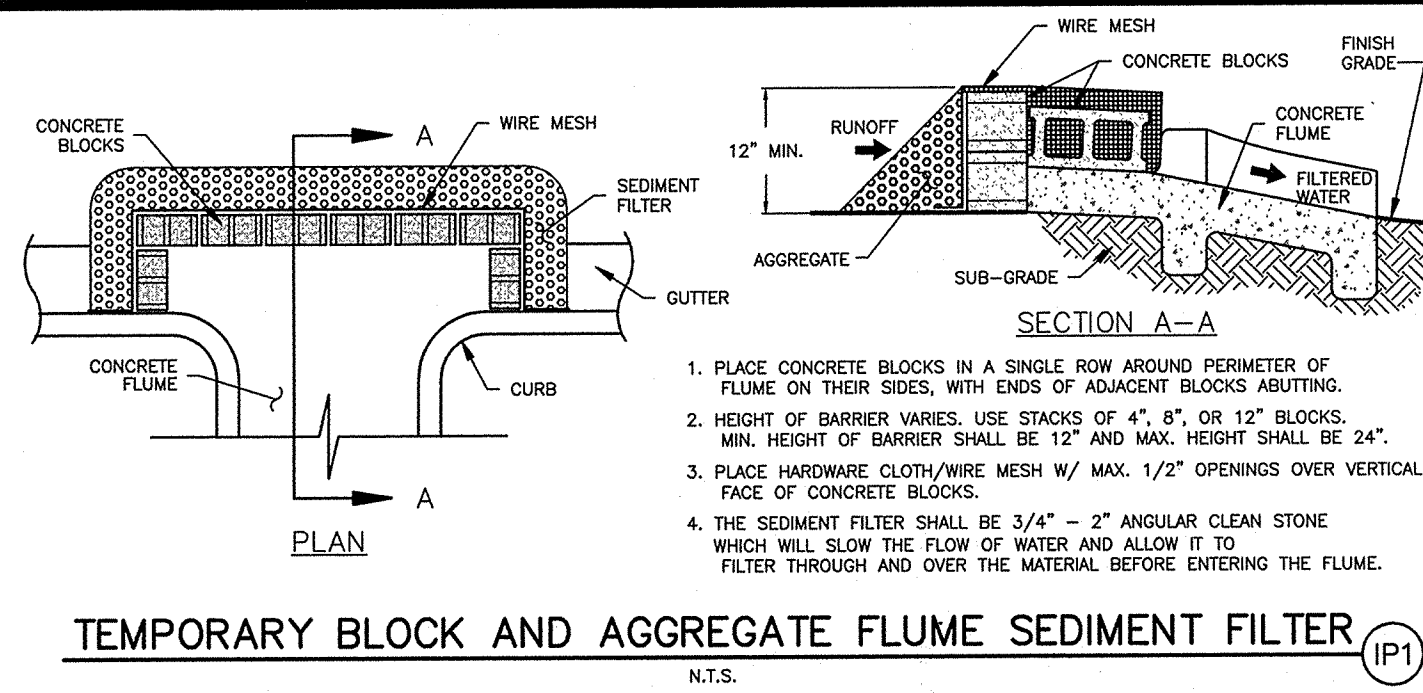 CONCRETE
BLOCKS
A
WIRE MESH
SEDIMENT
FILTER
GUTTER
CONCRETE
FLUME
CURB
A
PLAN
WIRE MESH
CONCRETE BLOCKS
FINISH
GRADE
12" MIN.
RUNOFF
CONCRETE
FLUME
FILTERED
WATER
AGGREGATE
SUB-GRADE
SECTION A-A
1. PLACE CONCRETE BLOCKS IN A SINGLE ROW AROUND PERIMETER OF
FLUME ON THEIR SIDES, WITH ENDS OF ADJACENT BLOCKS ABUTTING.
2. HEIGHT OF BARRIER VARIES. USE STACKS OF 4", 8", OR 12" BLOCKS.
MIN. HEIGHT OF BARRIER SHALL BE 12" AND MAX. HEIGHT SHALL BE 24".
3. PLACE HARDWARE CLOTH/WIRE MESH W/ MAX. 1/2" OPENINGS OVER VERTICAL
FACE OF CONCRETE BLOCKS.
4. THE SEDIMENT FILTER SHALL BE 3/4" - 2" ANGULAR CLEAN STONE
WHICH WILL SLOW THE FLOW OF WATER AND ALLOW IT TO
FILTER THROUGH AND OVER THE MATERIAL BEFORE ENTERING THE FLUME.
TEMPORARY BLOCK AND AGGREGATE FLUME SEDIMENT FILTER
IP1
N.T.S.